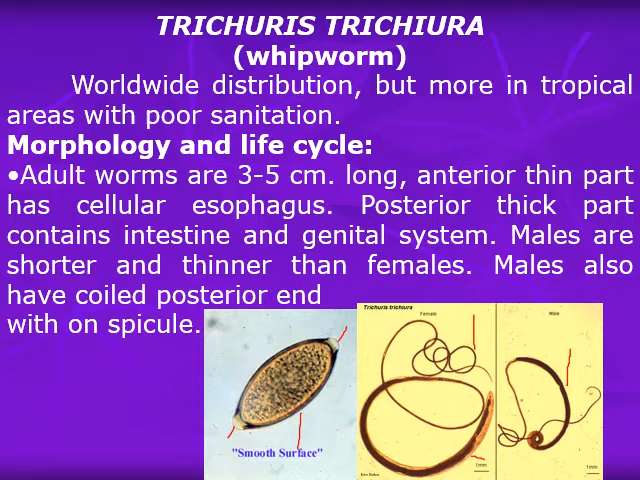 TRICHURIS TRICHIURA
(whipworm)
Worldwide distribution, but more in tropical
areas with poor sanitation.
Morphology and life cycle:
•Adult worms are 3-5 cm. long, anterior thin part
has cellular esophagus. Posterior thick part
contains intestine and genital system. Males are
shorter and thinner than females. Males also
have coiled posterior end
with on spicule.
"Smooth Surface"
Trichuris trichiura
Female
Male
1mm
1mm